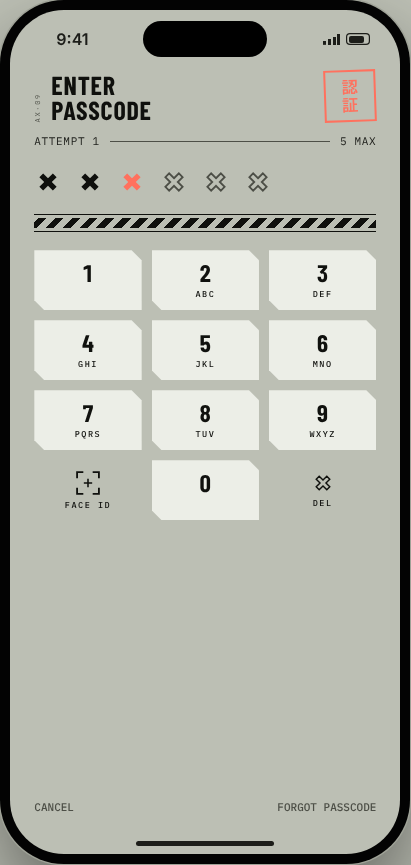 9:41
AX-09
ENTER
PASSCODE
認
証
ATTEMPT 1
5 MAX
1
2
ABC
3
DEF
4
GHI
5
JKL
6
MNO
7
PQRS
8
TUV
9
WXYZ
FACE ID
0
DEL
CANCEL
FORGOT PASSCODE